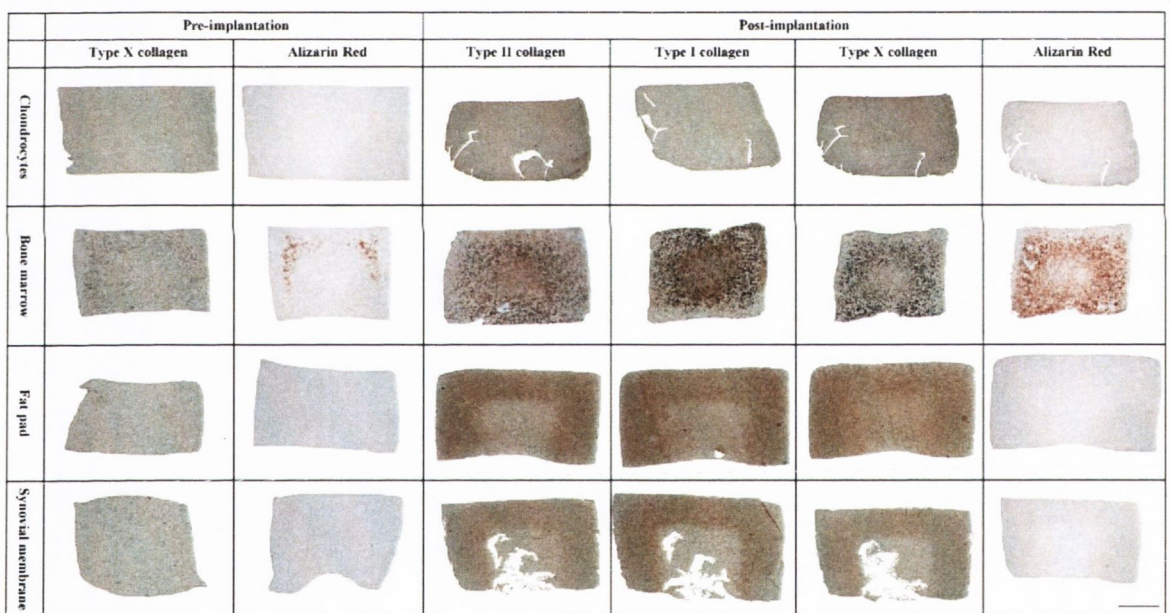 Pre-implantation Post-implantation
Type X collagen Alizarin Red Type II collagen Type I collagen Type X collagen Alizarin Red
Chondrocytes
Bone marrow
Fat pad
Synovial membrane